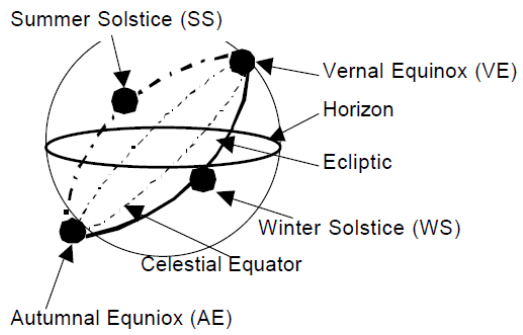 Summer Solstice (SS)
Vernal Equinox (VE)
Horizon
Ecliptic
Winter Solstice (WS)
Celestial Equator
Autumnal Equniox (AE)